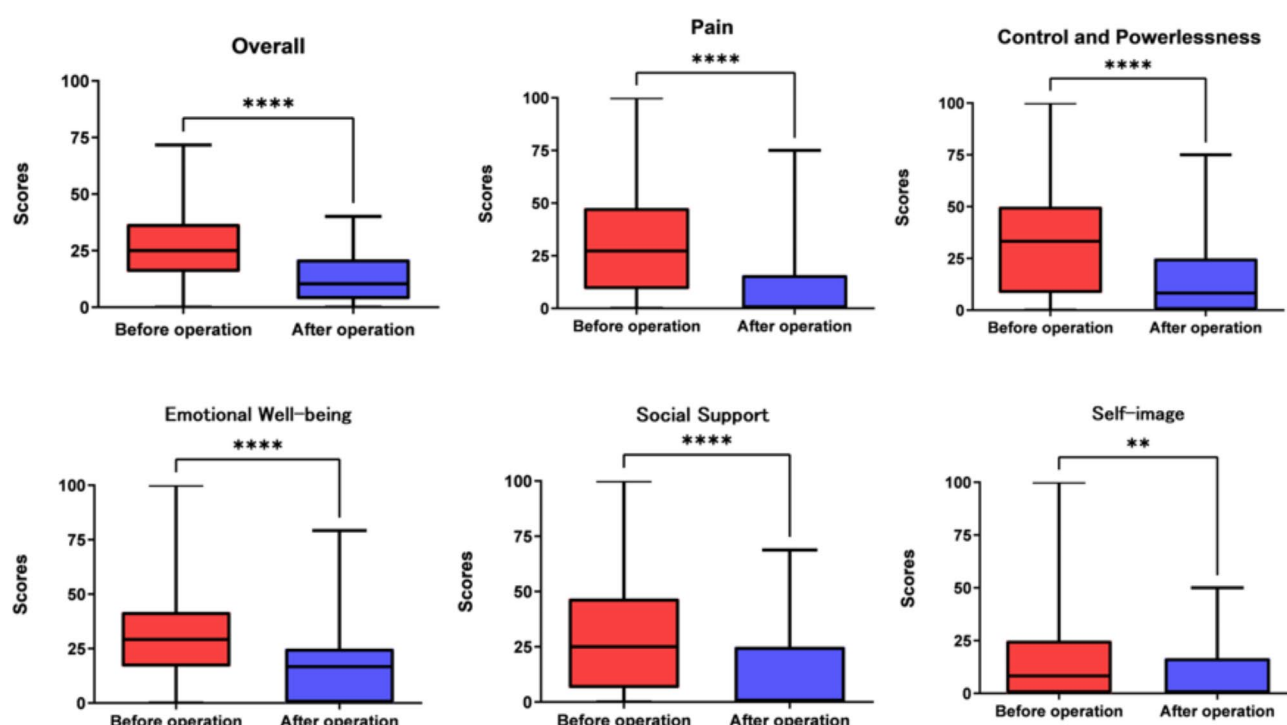 Overall
****
100
75
50
25
0
Scores
Before operation After operation
Pain
****
100
75
50
25
0
Scores
Before operation After operation
Control and Powerlessness
****
100
75
50
25
0
Scores
Before operation After operation
Emotional Well-being
****
100
75
50
25
0
Scores
Before operation After operation
Social Support
****
100
75
50
25
0
Scores
Before operation After operation
Self-image
**
100
75
50
25
0
Scores
Before operation After operation